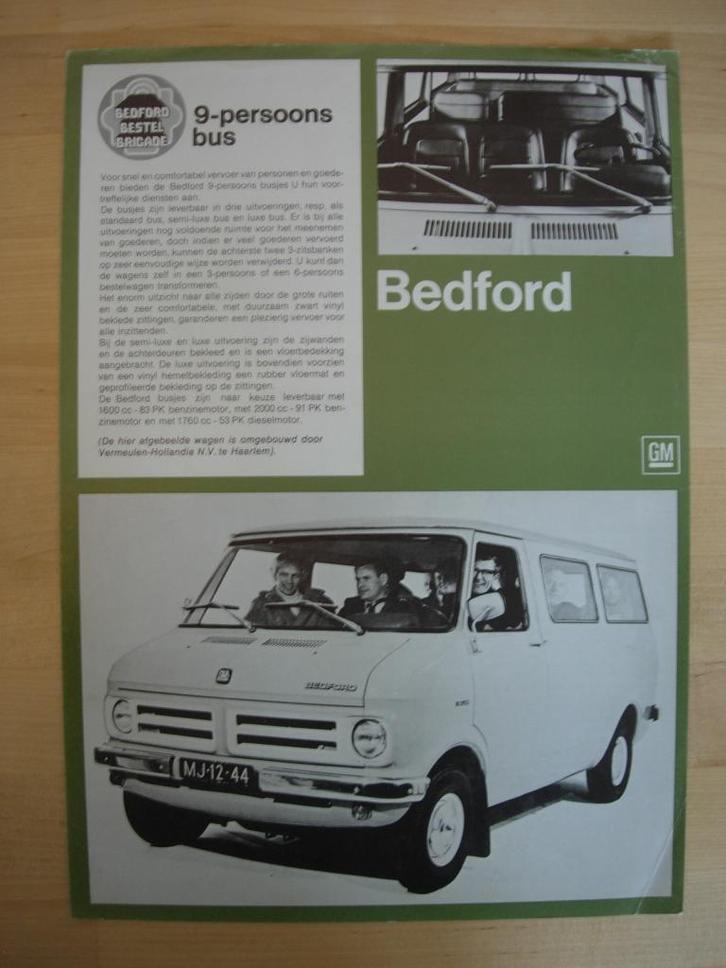 BEDFORD
BESTEL
BRIGADE
9-persoons
bus
Voor snel en comfortabel vervoer van personen en goede-
ren bieden de Bedford 9-persoons busjes U hun voor-
treffelijke diensten aan.
De busjes zijn leverbaar in drie uitvoeringen, resp. als
standaard bus, semi-luxe bus en luxe bus. Er is bij alle
uitvoeringen nog voldoende ruimte voor het meenemen
van goederen, doch indien er veel goederen vervoerd
moeten worden, kunnen de achterste twee 3-zitsbanken
op zeer eenvoudige wijze worden verwijderd. U kunt dan
de wagens zelf in een 3-persoons of een 6-persoons
bestelwagen transformeren.
Het enorm uitzicht naar alle zijden door de grote ruiten
en de zeer comfortabele, met duurzaam zwart vinyl
beklede zittingen, garanderen een plezierig vervoer voor
alle inzittenden.
Bij de semi-luxe en luxe uitvoering zijn de zijwanden
en de achterdeuren bekleed en is een vloerbedekking
aangebracht. De luxe uitvoering is bovendien voorzien
van een vinyl hemelbekleding een rubber vloermat en
geprofileerde bekleding op de zittingen.
De Bedford busjes zijn naar keuze leverbaar met
1600 cc - 83 PK benzinemotor, met 2000 cc - 91 PK ben-
zinemotor en met 1760 cc - 53 PK dieselmotor.
(De hier afgebeelde wagen is omgebouwd door
Vermeulen-Hollandia N.V. te Haarlem).
Bedford
GM
GM
BEDFORD
MJ-12-44